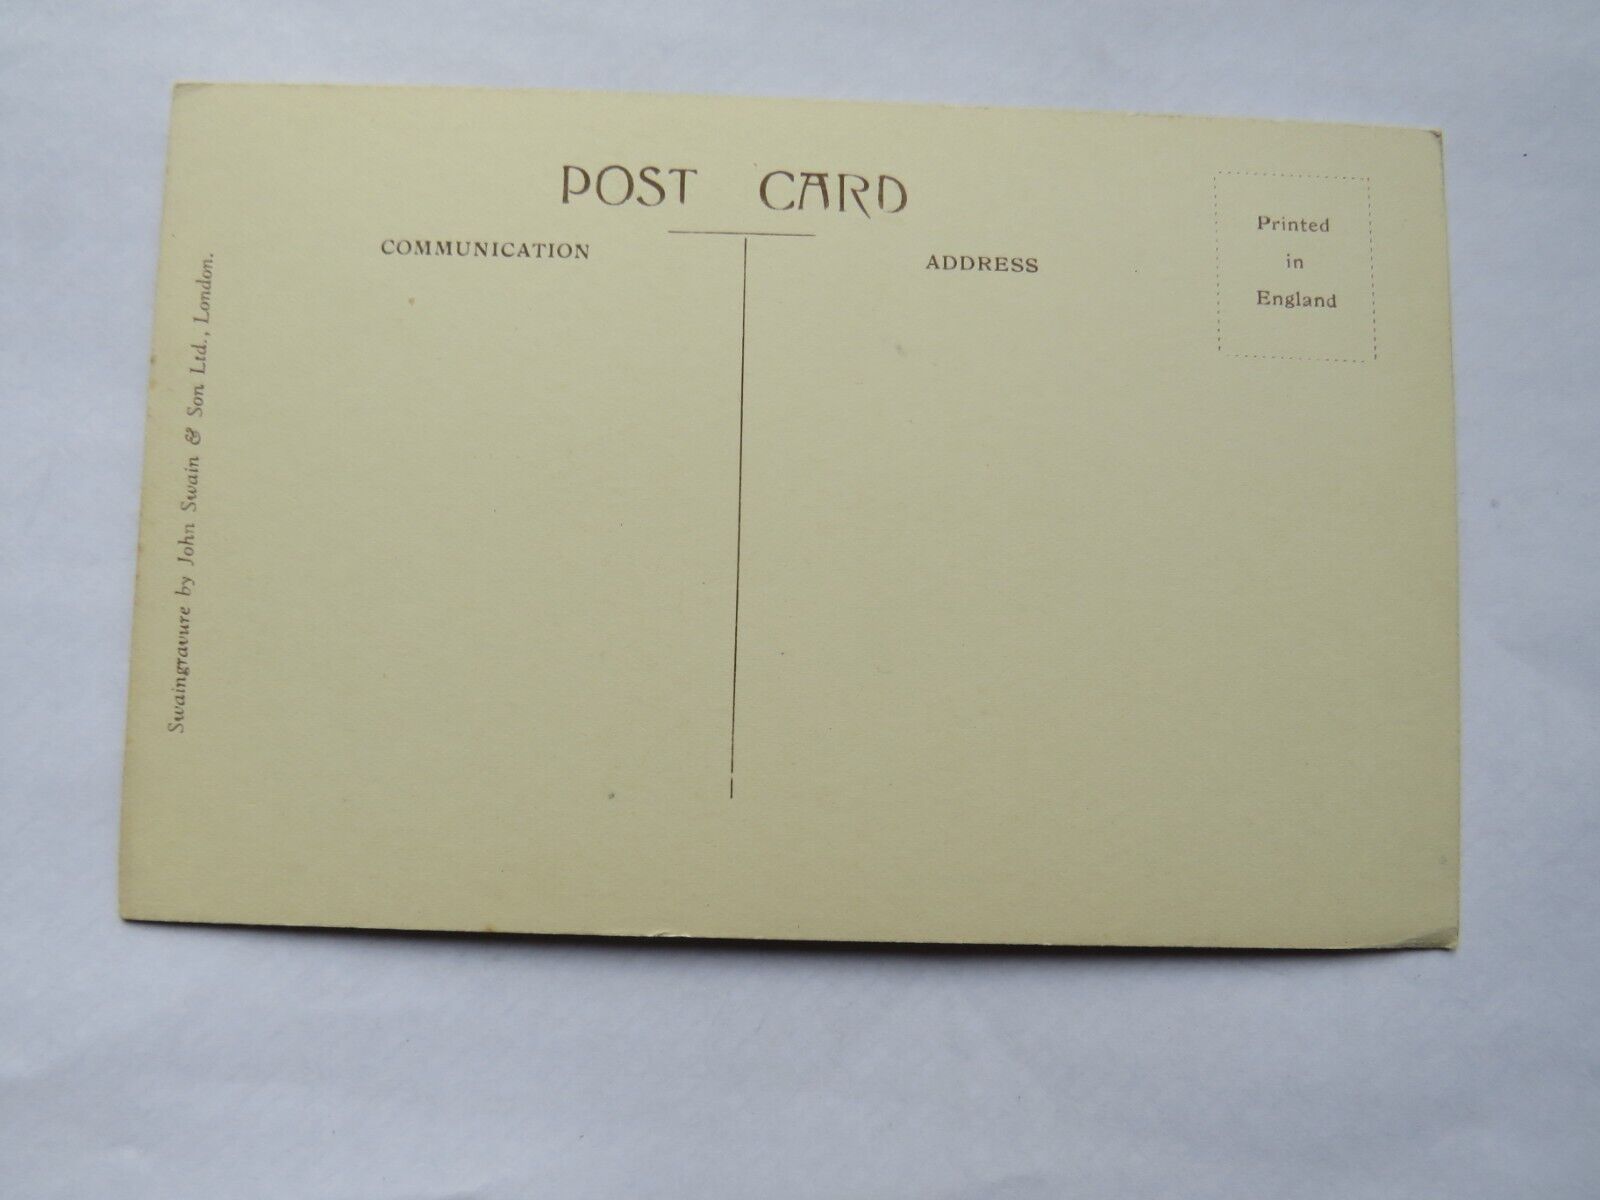 POST CARD
COMMUNICATION
ADDRESS
Printed
in
England
Swaingravure by John Swain & Son Ltd., London.